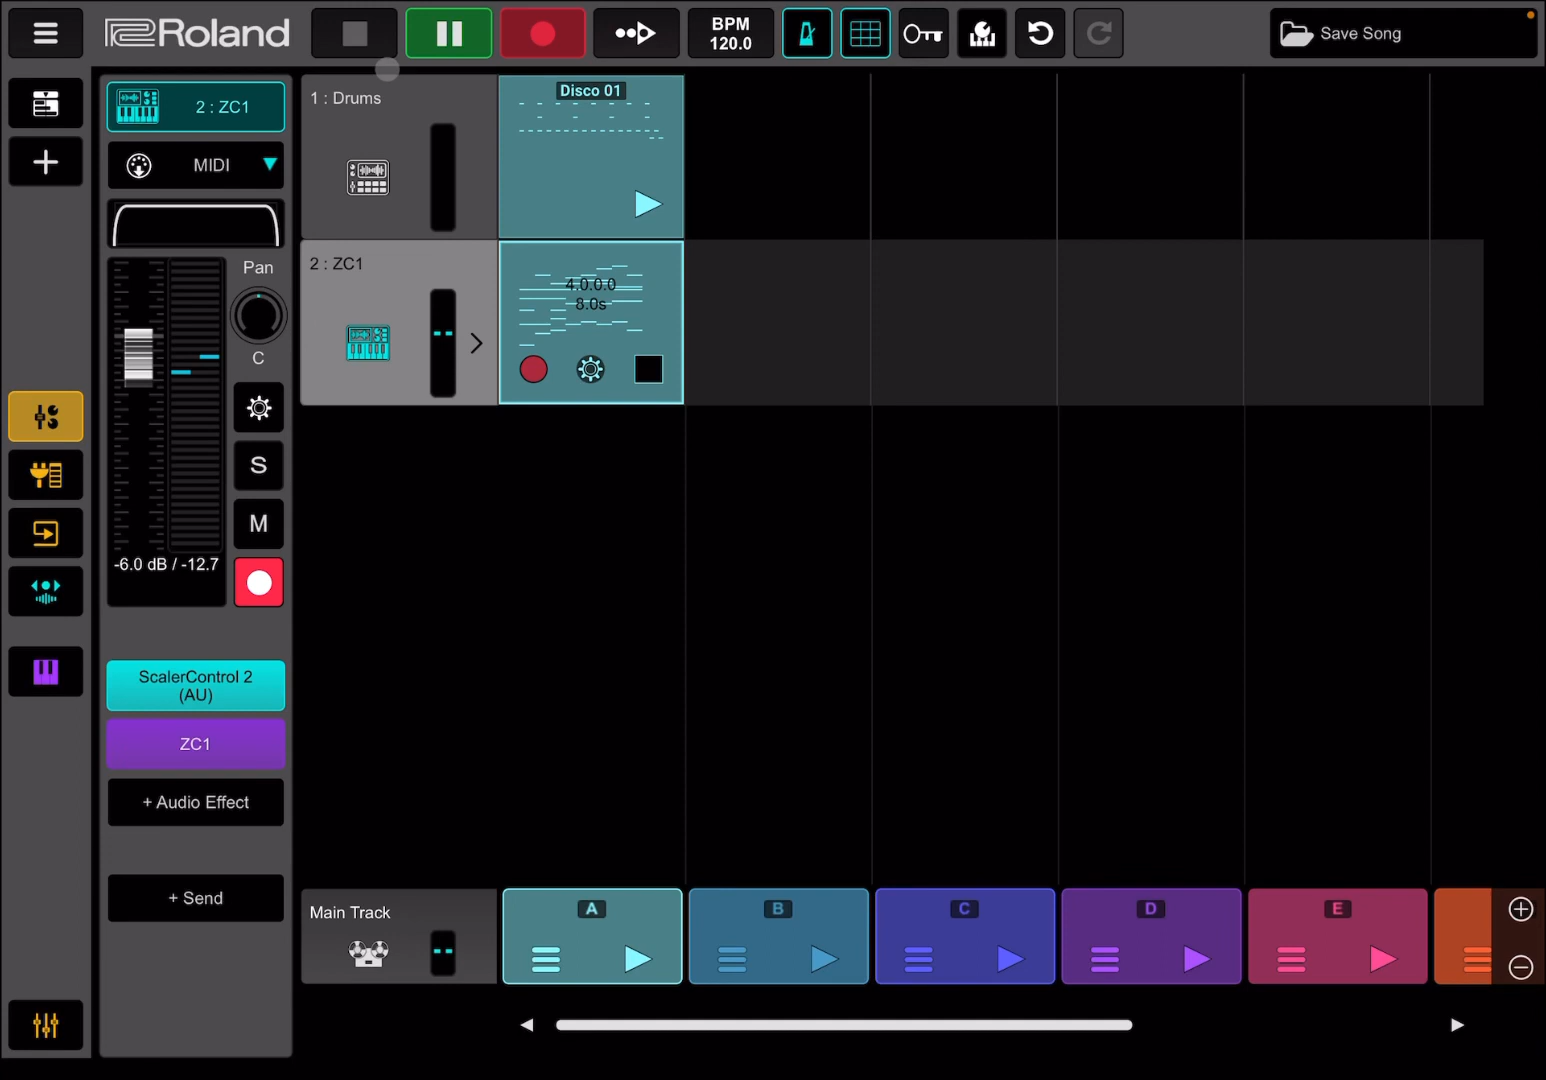 Roland
BPM
120.0
Save Song
2 : ZC1
MIDI
Pan
C
S
M
-6.0 dB / -12.7
ScalerControl 2
(AU)
ZC1
+ Audio Effect
+ Send
1 : Drums
Disco 01
2 : ZC1
4.0.0.0
8.0s
Main Track
A
B
C
D
E